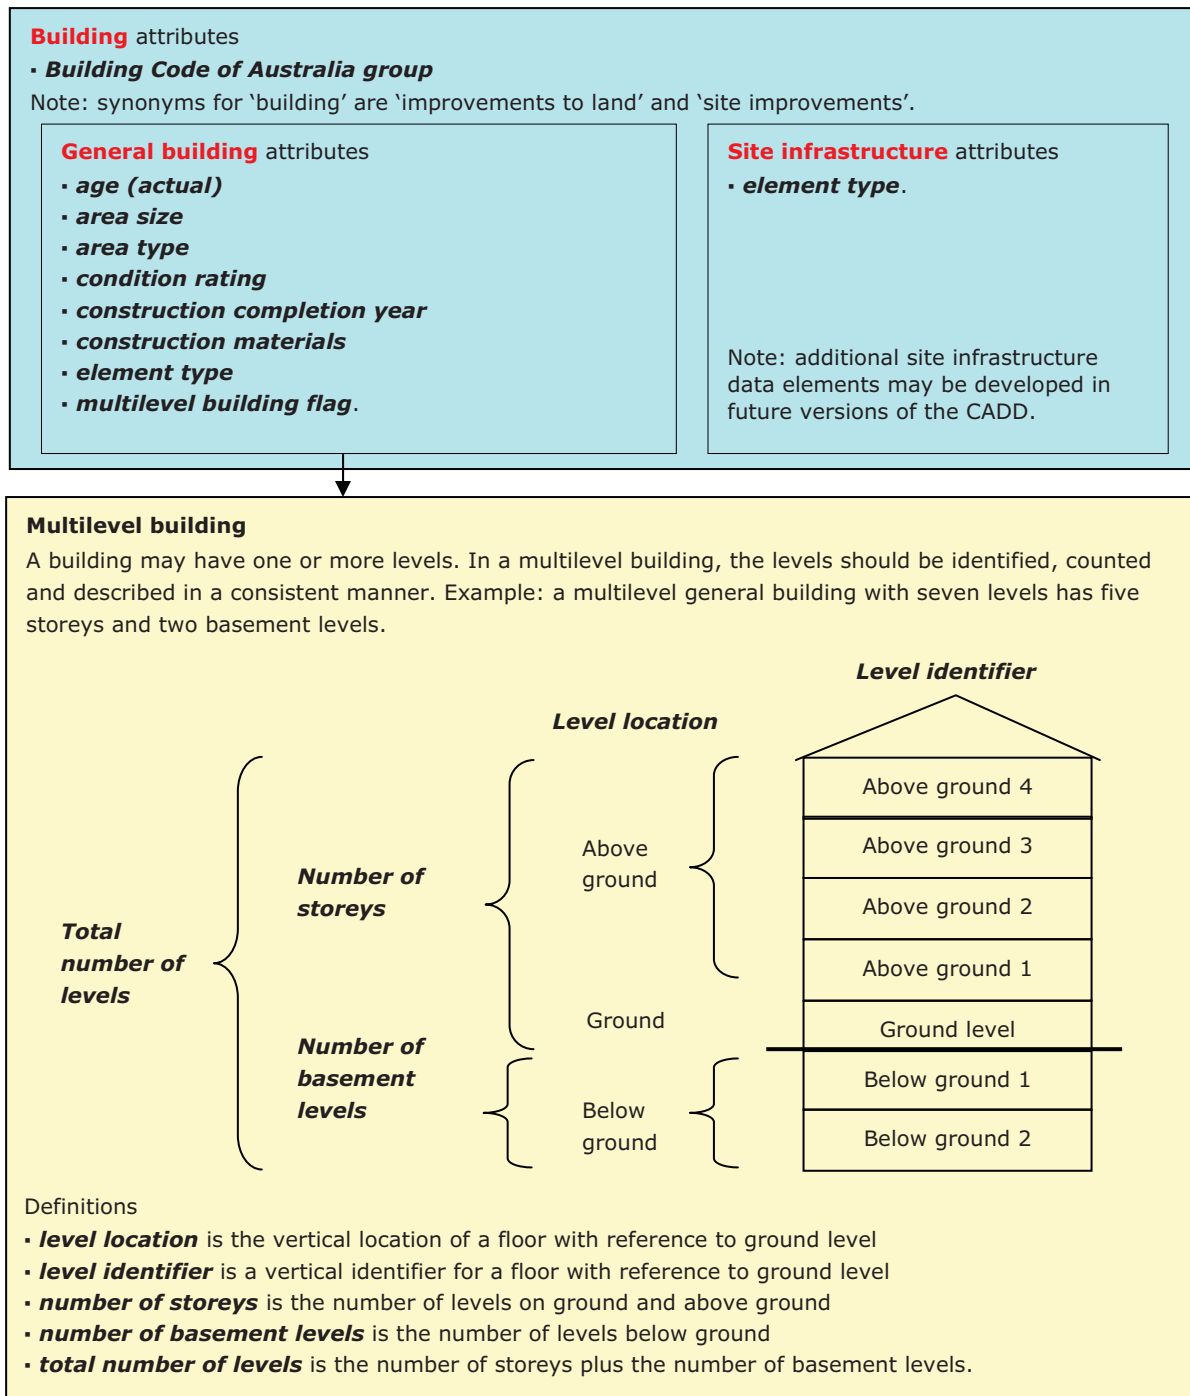 Building attributes
▪ Building Code of Australia group
Note: synonyms for ‘building’ are ‘improvements to land’ and ‘site improvements’.
General building attributes
▪ age (actual)
▪ area size
▪ area type
▪ condition rating
▪ construction completion year
▪ construction materials
▪ element type
▪ multilevel building flag.
Site infrastructure attributes
▪ element type.
Note: additional site infrastructure
data elements may be developed in
future versions of the CADD.
Multilevel building
A building may have one or more levels. In a multilevel building, the levels should be identified, counted
and described in a consistent manner. Example: a multilevel general building with seven levels has five
storeys and two basement levels.
Total
number of
levels
Number of
storeys
Number of
basement
levels
Level location
Above
ground
Ground
Below
ground
Level identifier
Above ground 4
Above ground 3
Above ground 2
Above ground 1
Ground level
Below ground 1
Below ground 2
Definitions
▪ level location is the vertical location of a floor with reference to ground level
▪ level identifier is a vertical identifier for a floor with reference to ground level
▪ number of storeys is the number of levels on ground and above ground
▪ number of basement levels is the number of levels below ground
▪ total number of levels is the number of storeys plus the number of basement levels.